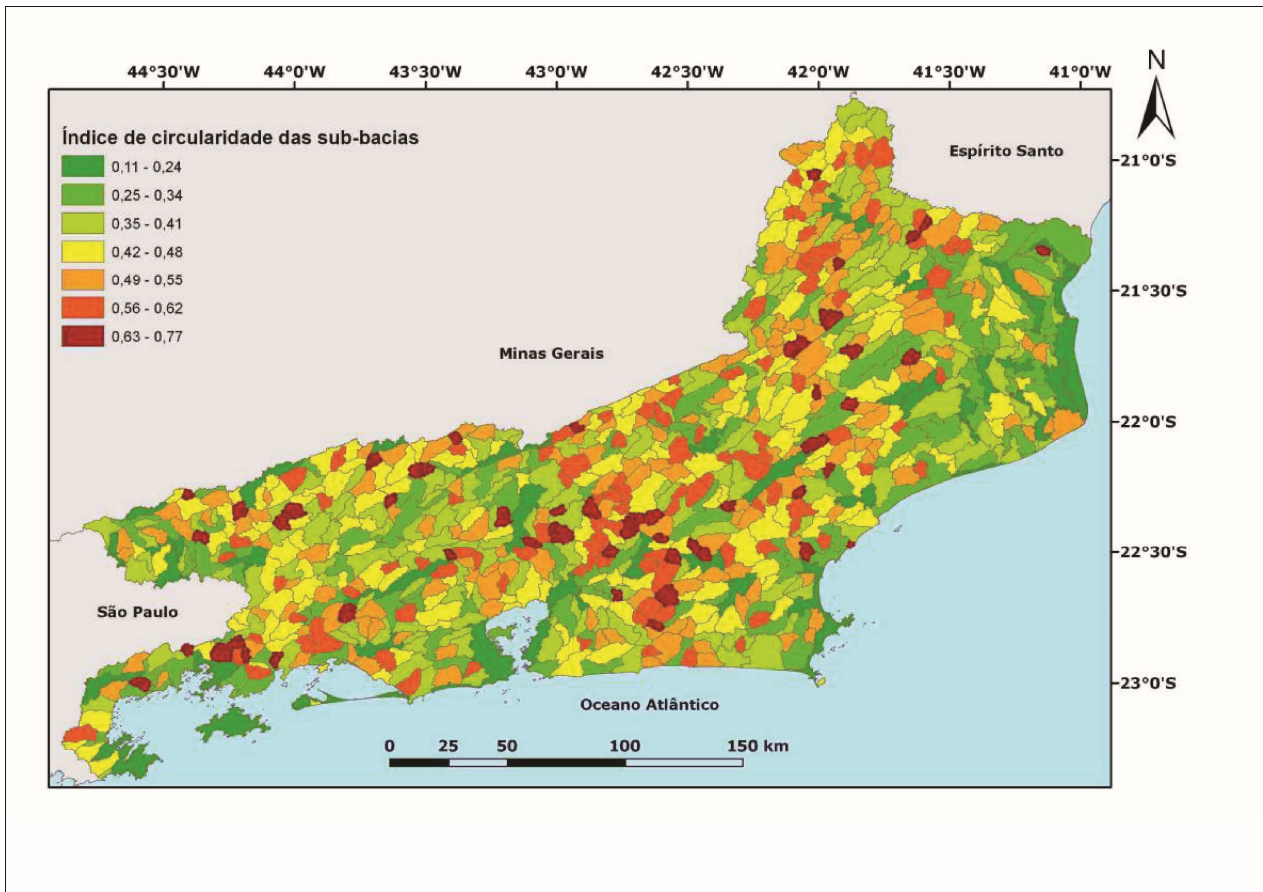 N
44°30'W 44°0'W 43°30'W 43°0'W 42°30'W 42°0'W 41°30'W 41°0'W
Índice de circularidade das sub-bacias
0,11 - 0,24
0,25 - 0,34
0,35 - 0,41
0,42 - 0,48
0,49 - 0,55
0,56 - 0,62
0,63 - 0,77
Espírito Santo
21°0'S
21°30'S
Minas Gerais
22°0'S
22°30'S
São Paulo
23°0'S
Oceano Atlântico
0 25 50 100 150 km